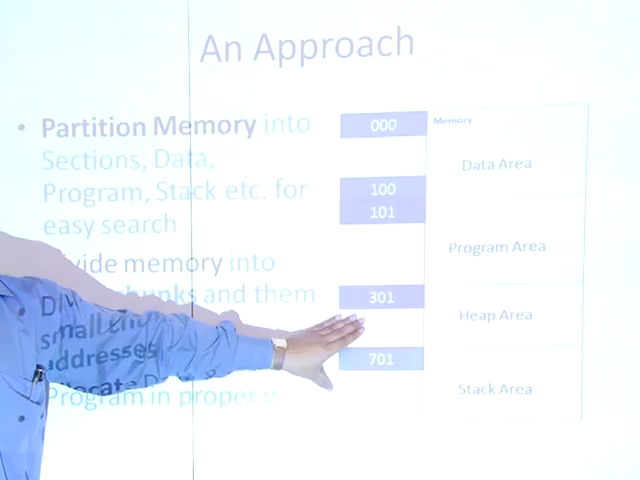 An Approach
• Partition Memory into
Sections, Data,
Program, Stack etc. for
easy search
vide memory into
chunks and them
small
addresses
Program in proper
000
100
101
301
701
Memory
Data Area
Program Area
Heap Area
Stack Area